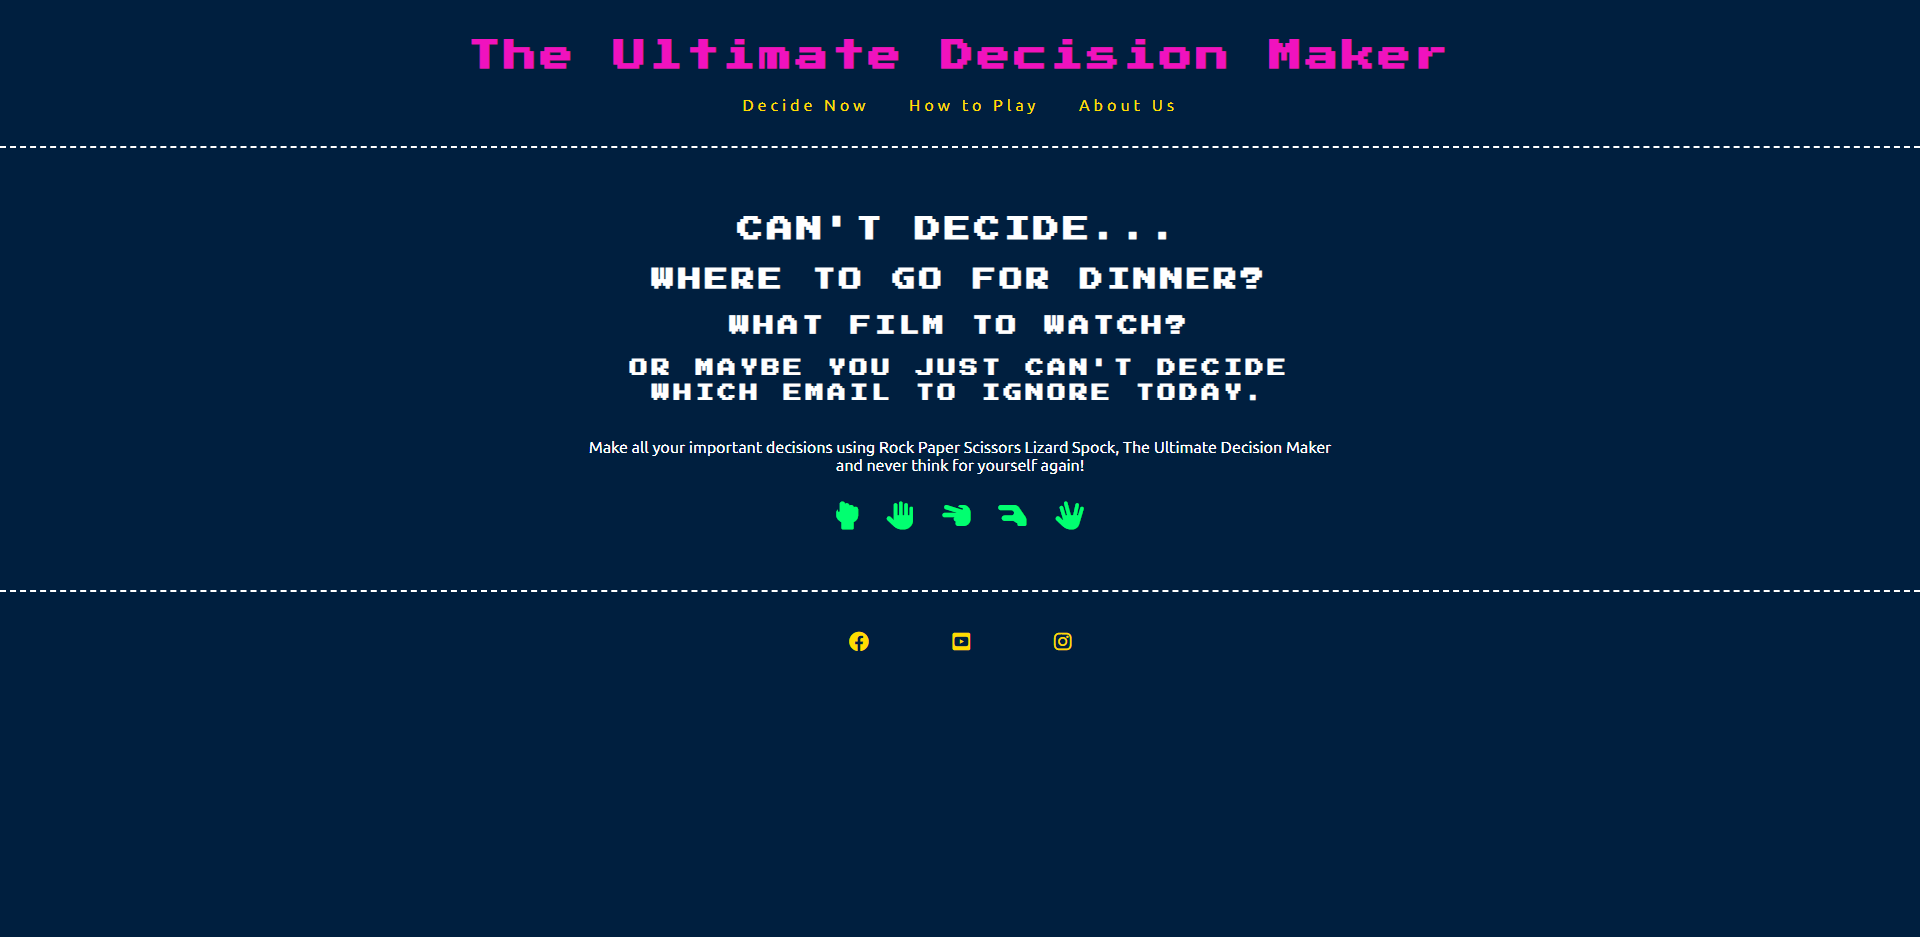 The Ultimate Decision Maker
Decide Now How to Play About Us
CAN'T DECIDE...
WHERE TO GO FOR DINNER?
WHAT FILM TO WATCH?
OR MAYBE YOU JUST CAN'T DECIDE
WHICH EMAIL TO IGNORE TODAY.
Make all your important decisions using Rock Paper Scissors Lizard Spock, The Ultimate Decision Maker
and never think for yourself again!